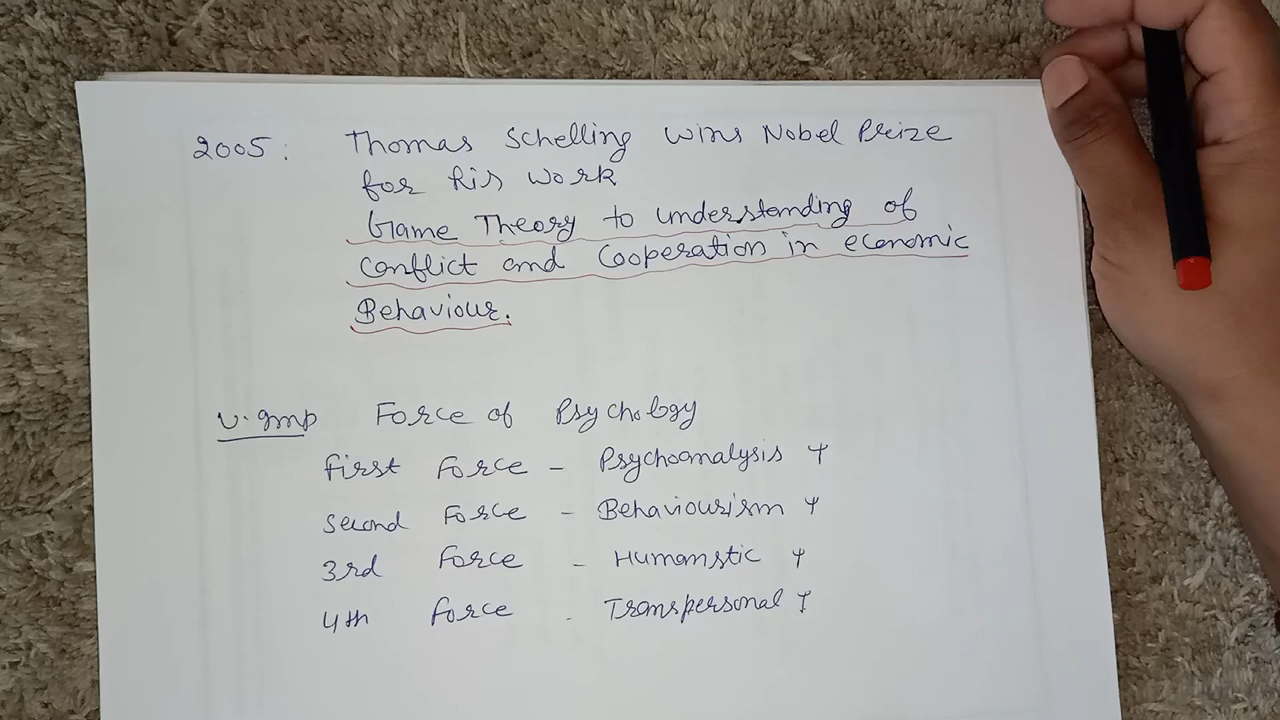 2005: Thomas Schelling wins Nobel Prize
for his work
Game Theory to understanding of
conflict and Cooperation in economic
Behaviour.
V. Imp Force of Psychology
first Force - Psychoanalysis ψ
second Force - Behaviourism ψ
3rd Force - Humanstic ψ
4th force - Transpersonal ψ